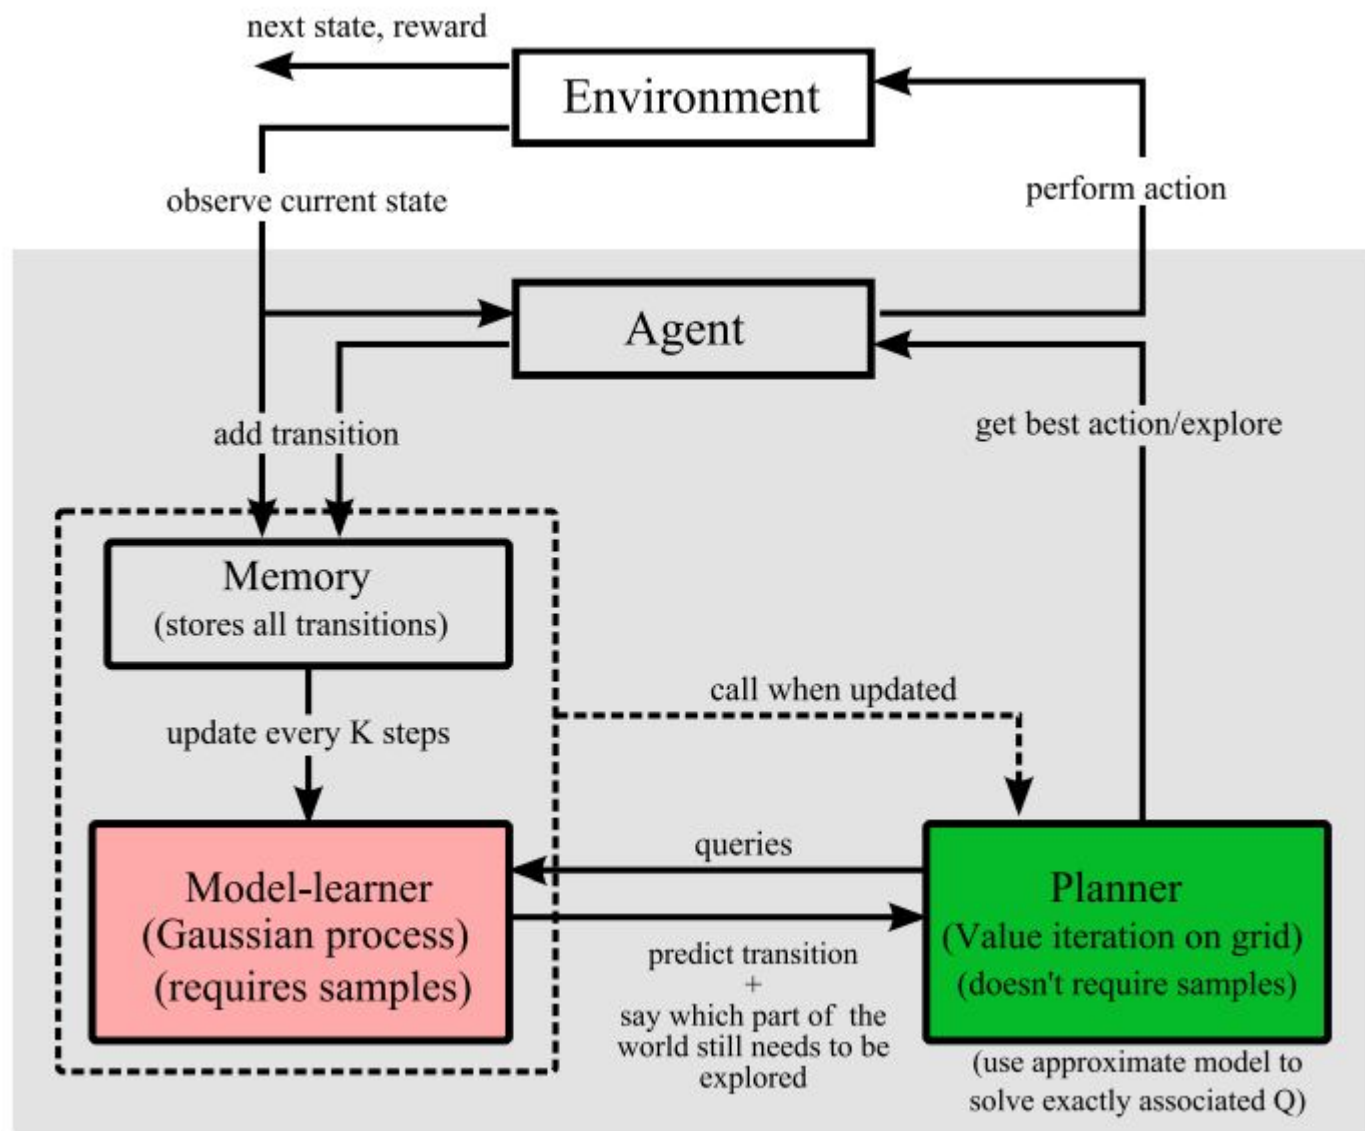 next state, reward
Environment
observe current state
perform action
Agent
add transition
get best action/explore
Memory
(stores all transitions)
call when updated
update every K steps
queries
Model-learner
(Gaussian process)
(requires samples)
Planner
(Value iteration on grid)
(doesn't require samples)
predict transition
+
say which part of the
world still needs to be
explored
(use approximate model to
solve exactly associated Q)